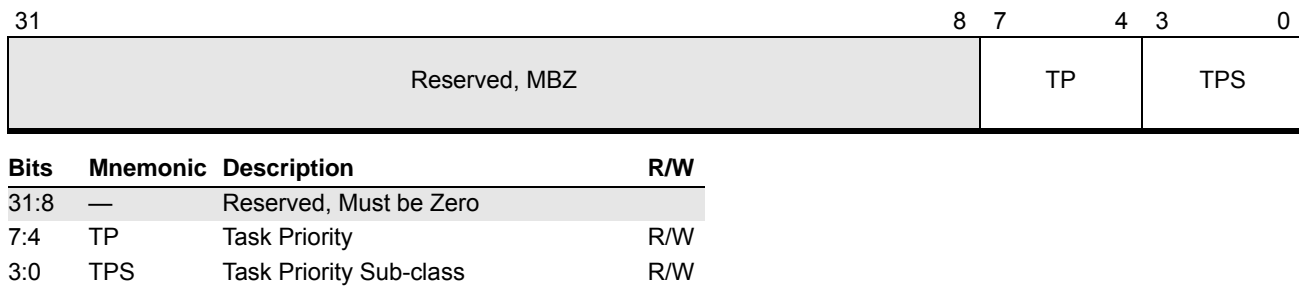 31 8 7 4 3 0
Reserved, MBZ TP TPS
Bits Mnemonic Description R/W
31:8 — Reserved, Must be Zero
7:4 TP Task Priority R/W
3:0 TPS Task Priority Sub-class R/W